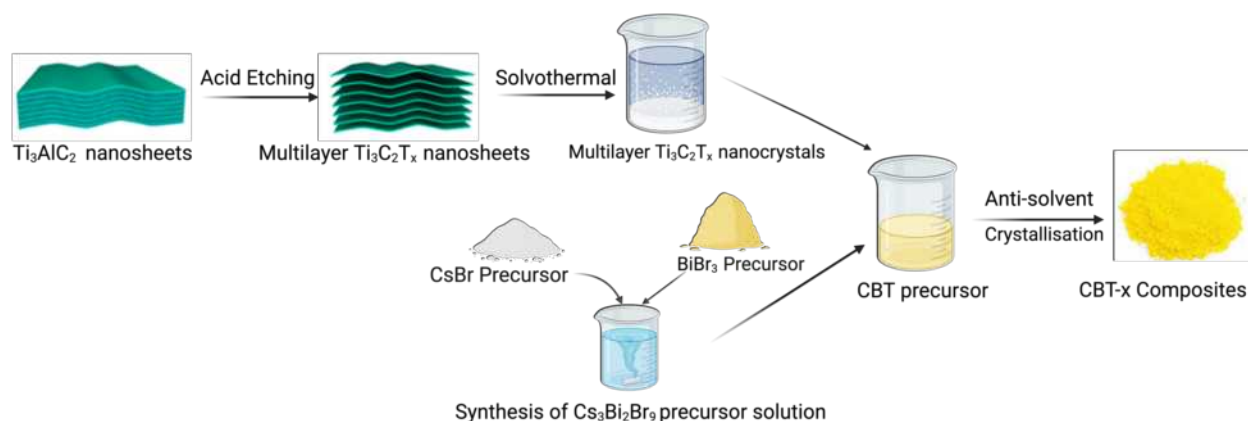 Acid Etching
Solvothermal
Ti₃AlC₂ nanosheets
Multilayer Ti₃C₂Tₓ nanosheets
Multilayer Ti₃C₂Tₓ nanocrystals
CsBr Precursor
BiBr₃ Precursor
Synthesis of Cs₃Bi₂Br₉ precursor solution
CBT precursor
Anti-solvent
Crystallisation
CBT-x Composites